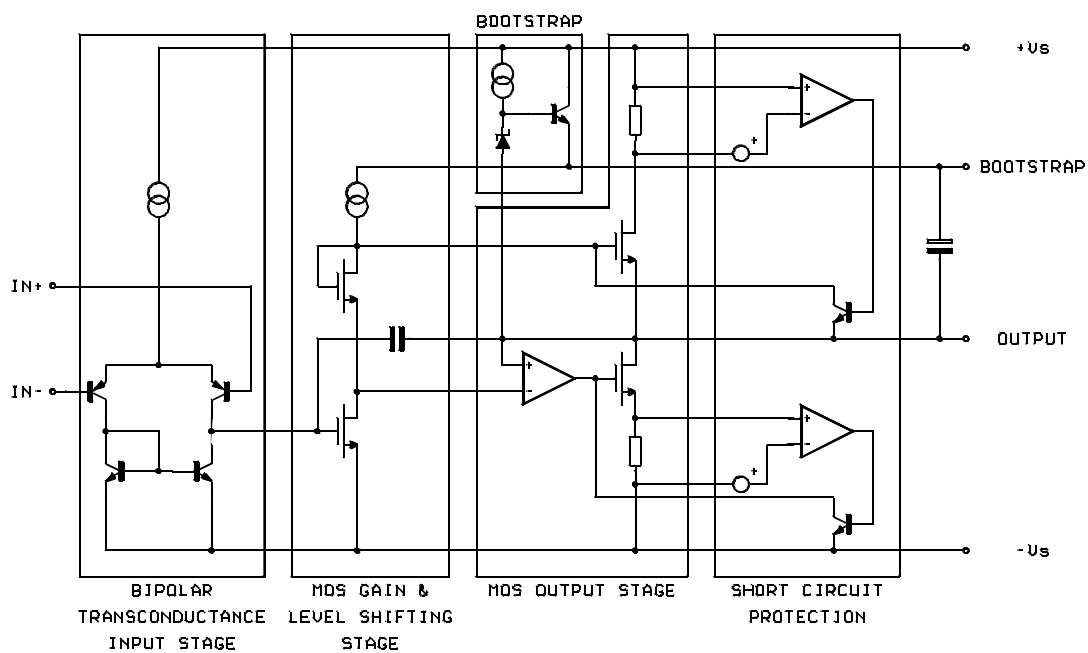 BOOTSTRAP
+Vs
+
-
+
BOOTSTRAP
IN+
OUTPUT
+
-
IN-
+
-
+
-Vs
BIPOLAR
TRANSCONDUCTANCE
INPUT STAGE
MOS GAIN &
LEVEL SHIFTING
STAGE
MOS OUTPUT STAGE
SHORT CIRCUIT
PROTECTION